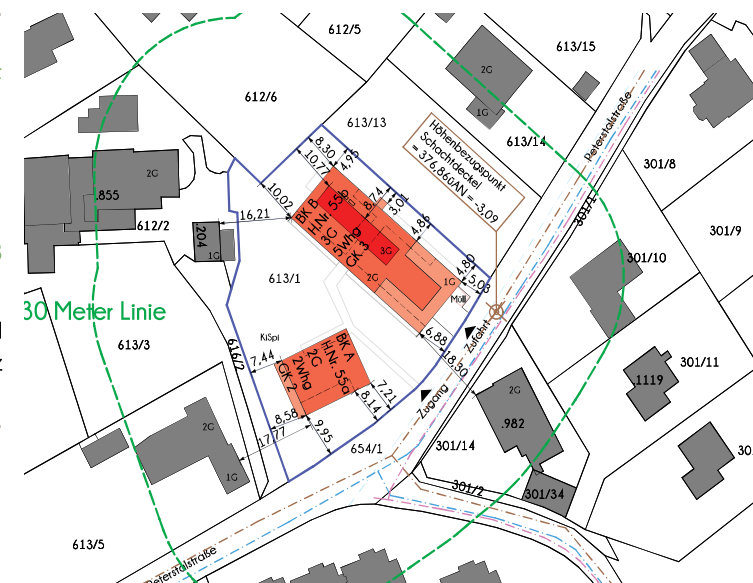 612/5
613/15
2G
612/6
1G
613/13
Peterstalstraße
613/14
Höhenbezugspunkt
Schachtdeckel
= 376,86üAN = -3,09
8,30
4,95
301/8
2G
.855
10,02
8,74
3,01
301/1
612/2
16,21
BK B
H.Nr. 55b
3G
5Whg
GK 3
4,86
301/9
.204
1G
3G
301/10
613/1
2G
1G
4,80
5,03
Müll
30 Meter Linie
613/3
616/2
KiSpi
6,88
Zufahrt
7,44
BK A
H.Nr. 55a
2G
2Whg
GK 2
18,30
301/11
1119
7,21
8,14
Zugang
2G
.982
8,58
9,95
17,77
2G
1G
654/1
301/14
301/2
301/34
613/5
Peterstalstraße